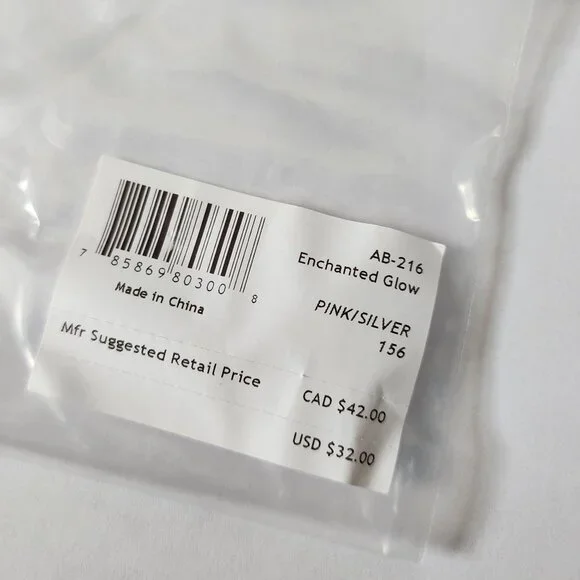 7 85869 80300 8
Made in China
AB-216
Enchanted Glow
PINK/SILVER
156
Mfr Suggested Retail Price
CAD $42.00
USD $32.00